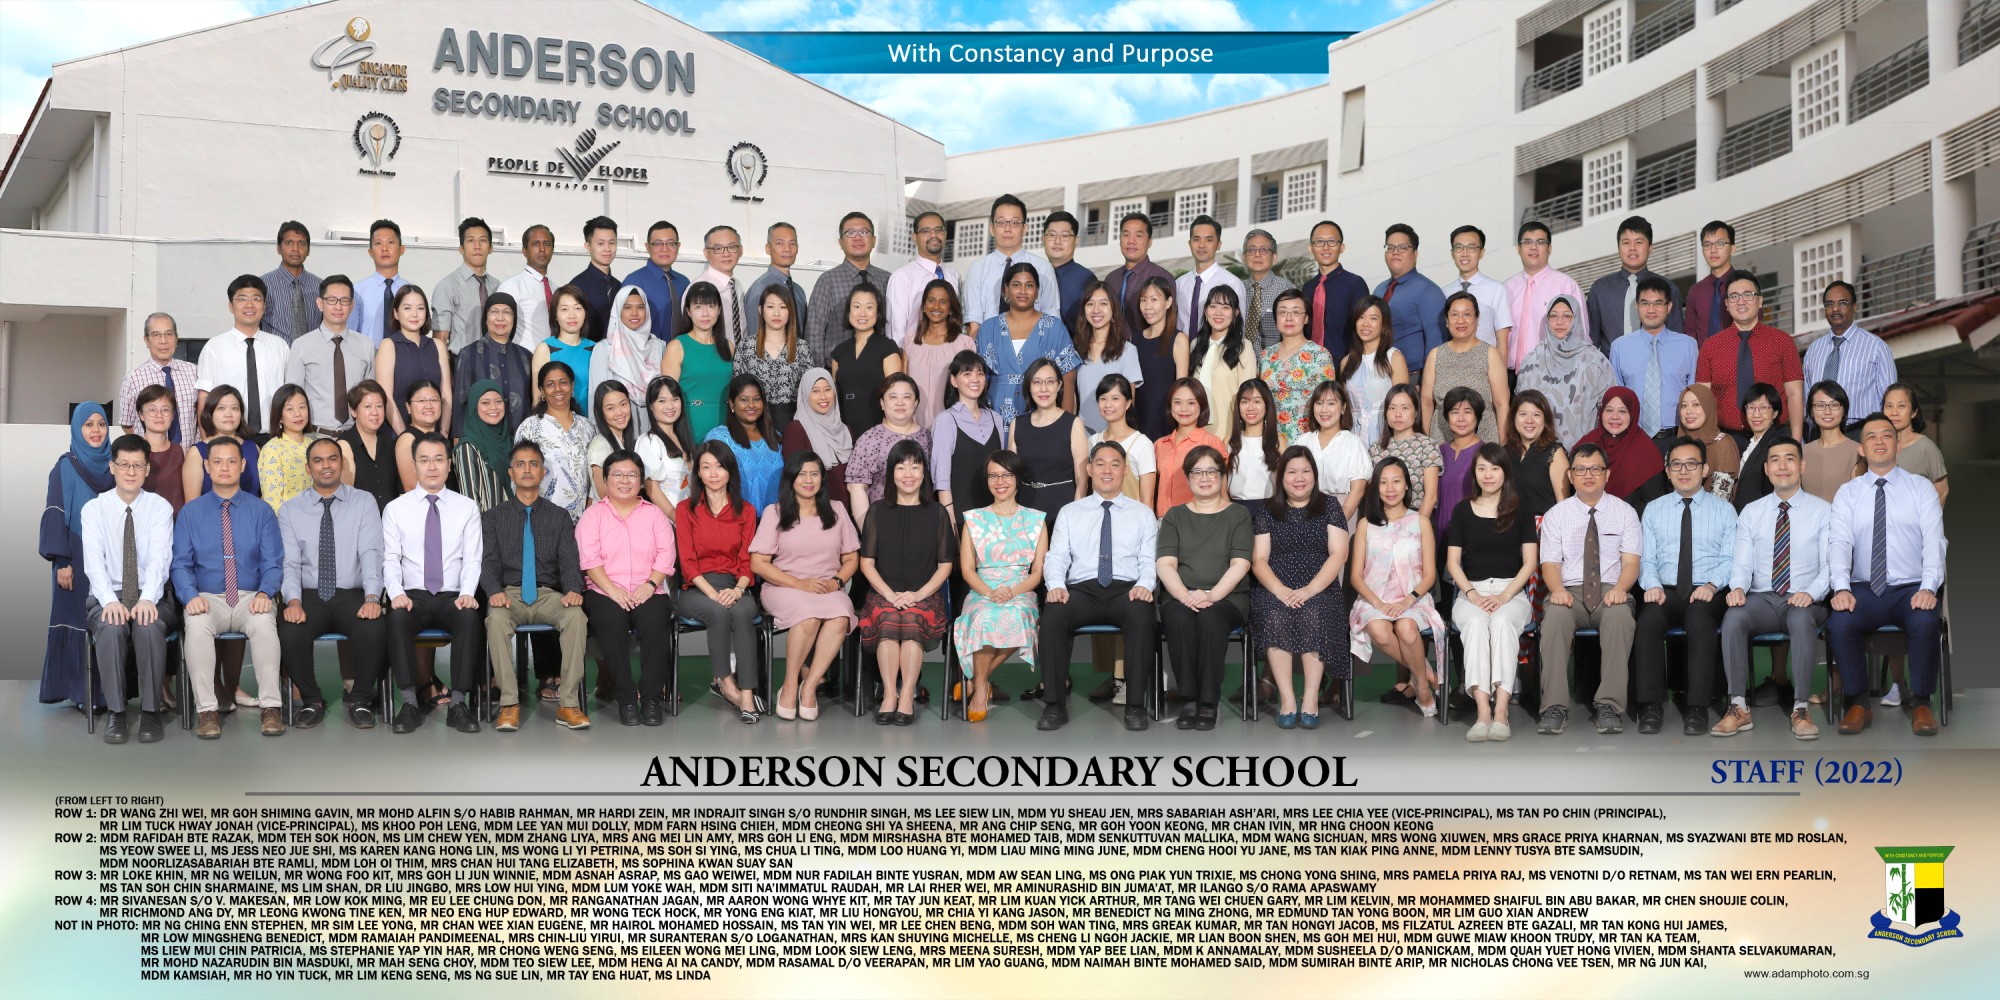 With Constancy and Purpose
SINGAPORE
QUALITY CLASS
ANDERSON
SECONDARY SCHOOL
PEOPLE DEVELOPER
SINGAPORE
ANDERSON SECONDARY SCHOOL
STAFF (2022)
(FROM LEFT TO RIGHT)
ROW 1: DR WANG ZHI WEI, MR GOH SHIMING GAVIN, MR MOHD ALFIN S/O HABIB RAHMAN, MR HARDI ZEIN, MR INDRAJIT SINGH S/O RUNDHIR SINGH, MS LEE SIEW LIN, MDM YU SHEAU JEN, MRS SABARIAH ASH'ARI, MRS LEE CHIA YEE (VICE-PRINCIPAL), MS TAN PO CHIN (PRINCIPAL),
MR LIM TUCK HWAY JONAH (VICE-PRINCIPAL), MS KHOO POH LENG, MDM LEE YAN MUI DOLLY, MDM FARN HSING CHIEH, MDM CHEONG SHI YA SHEENA, MR ANG CHIP SENG, MR GOH YOON KEONG, MR CHAN IVIN, MR HNG CHOON KEONG
ROW 2: MDM RAFIDAH BTE RAZAK, MDM TEH SOK HOON, MS LIM CHEW YEN, MDM ZHANG LIYA, MRS ANG MEI LIN AMY, MRS GOH LI ENG, MDM MIRSHASHA BTE MOHAMED TAIB, MDM SENKUTTUVAN MALLIKA, MDM WANG SICHUAN, MRS WONG XIUWEN, MRS GRACE PRIYA KHARNAN, MS SYAZWANI BTE MD ROSLAN,
MS YEOW SWEE LI, MS JESS NEO JUE SHI, MS KAREN KANG HONG LIN, MS WONG LI YI PETRINA, MS SOH SI YING, MS CHUA LI TING, MDM LOO HUANG YI, MDM LIAU MING MING JUNE, MDM CHENG HOOI YU JANE, MS TAN KIAK PING ANNE, MDM LENNY TUSYA BTE SAMSUDIN,
MDM NOORLIZASABARIAH BTE RAMLI, MDM LOH OI THIM, MRS CHAN HUI TANG ELIZABETH, MS SOPHINA KWAN SUAY SAN
ROW 3: MR LOKE KHIN, MR NG WEILUN, MR WONG FOO KIT, MRS GOH LI JUN WINNIE, MDM ASNAH ASRAP, MS GAO WEIWEI, MDM NUR FADILAH BINTE YUSRAN, MDM AW SEAN LING, MS ONG PIAK YUN TRIXIE, MS CHONG YONG SHING, MRS PAMELA PRIYA RAJ, MS VENOTNI D/O RETNAM, MS TAN WEI ERN PEARLIN,
MS TAN SOH CHIN SHARMAINE, MS LIM SHAN, DR LIU JINGBO, MRS LOW HUI YING, MDM LUM YOKE WAH, MDM SITI NA'IMMATUL RAUDAH, MR LAI RHER WEI, MR AMINURASHID BIN JUMA'AT, MR ILANGO S/O RAMA APASWAMY
ROW 4: MR SIVANESAN S/O V. MAKESAN, MR LOW KOK MING, MR EU LEE CHUNG DON, MR RANGANATHAN JAGAN, MR AARON WONG WHYE KIT, MR TAY JUN KEAT, MR LIM KUAN YICK ARTHUR, MR TANG WEI CHUEN GARY, MR LIM KELVIN, MR MOHAMMED SHAIFUL BIN ABU BAKAR, MR CHEN SHOUJIE COLIN,
MR RICHMOND ANG DY, MR LEONG KWONG TINE KEN, MR NEO ENG HUP EDWARD, MR WONG TECK HOCK, MR YONG ENG KIAT, MR LIU HONGYOU, MR CHIA YI KANG JASON, MR BENEDICT NG MING ZHONG, MR EDMUND TAN YONG BOON, MR LIM GUO XIAN ANDREW
NOT IN PHOTO: MR NG CHING ENN STEPHEN, MR SIM LEE YONG, MR CHAN WEE XIAN EUGENE, MR HAIROL MOHAMED HOSSAIN, MS TAN YIN WEI, MR LEE CHEN BENG, MDM SOH WAN TING, MRS GREAK KUMAR, MR TAN HONGYI JACOB, MS FILZATUL AZREEN BTE GAZALI, MR TAN KONG HUI JAMES,
MR LOW MINGSHENG BENEDICT, MDM RAMAIAH PANDIMEENAL, MRS CHIN-LIU YIRUI, MR SURANTERAN S/O LOGANATHAN, MRS KAN SHUYING MICHELLE, MS CHENG LI NGOH JACKIE, MR LIAN BOON SHEN, MS GOH MEI HUI, MDM GUWE MIAW KHOON TRUDY, MR TAN KA TEAM,
MS LIEW MUI CHIN PATRICIA, MS STEPHANIE YAP YIN HAR, MR CHONG WENG SENG, MS EILEEN WONG MEI LING, MDM LOOK SIEW LENG, MRS MEENA SURESH, MDM YAP BEE LIAN, MDM K ANNAMALAY, MDM SUSHEELA D/O MANICKAM, MDM QUAH YUET HONG VIVIEN, MDM SHANTA SELVAKUMARAN,
MR MOHD NAZARUDIN BIN MASDUKI, MR MAH SENG CHOY, MDM TEO SIEW LEE, MDM HENG AI NA CANDY, MDM RASAMAL D/O VEERAPAN, MR LIM YAO GUANG, MDM NAIMAH BINTE MOHAMED SAID, MDM SUMIRAH BINTE ARIP, MR NICHOLAS CHONG VEE TSEN, MR NG JUN KAI,
MDM KAMSIAH, MR HO YIN TUCK, MR LIM KENG SENG, MS NG SUE LIN, MR TAY ENG HUAT, MS LINDA
WITH CONSTANCY AND PURPOSE
ANDERSON SECONDARY SCHOOL
www.adamphoto.com.sg